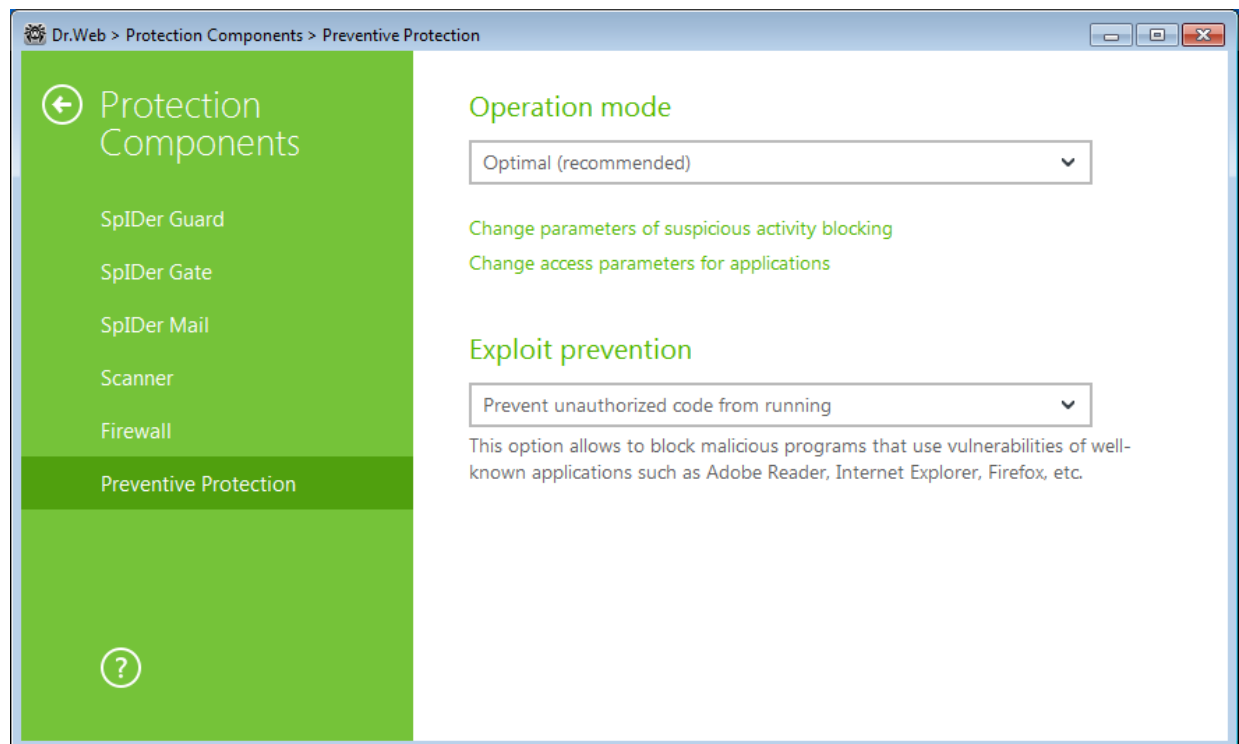 Dr.Web > Protection Components > Preventive Protection
Protection
Components
SpIDer Guard
SpIDer Gate
SpIDer Mail
Scanner
Firewall
Preventive Protection
?
Operation mode
Optimal (recommended)
Change parameters of suspicious activity blocking
Change access parameters for applications
Exploit prevention
Prevent unauthorized code from running
This option allows to block malicious programs that use vulnerabilities of well-
known applications such as Adobe Reader, Internet Explorer, Firefox, etc.